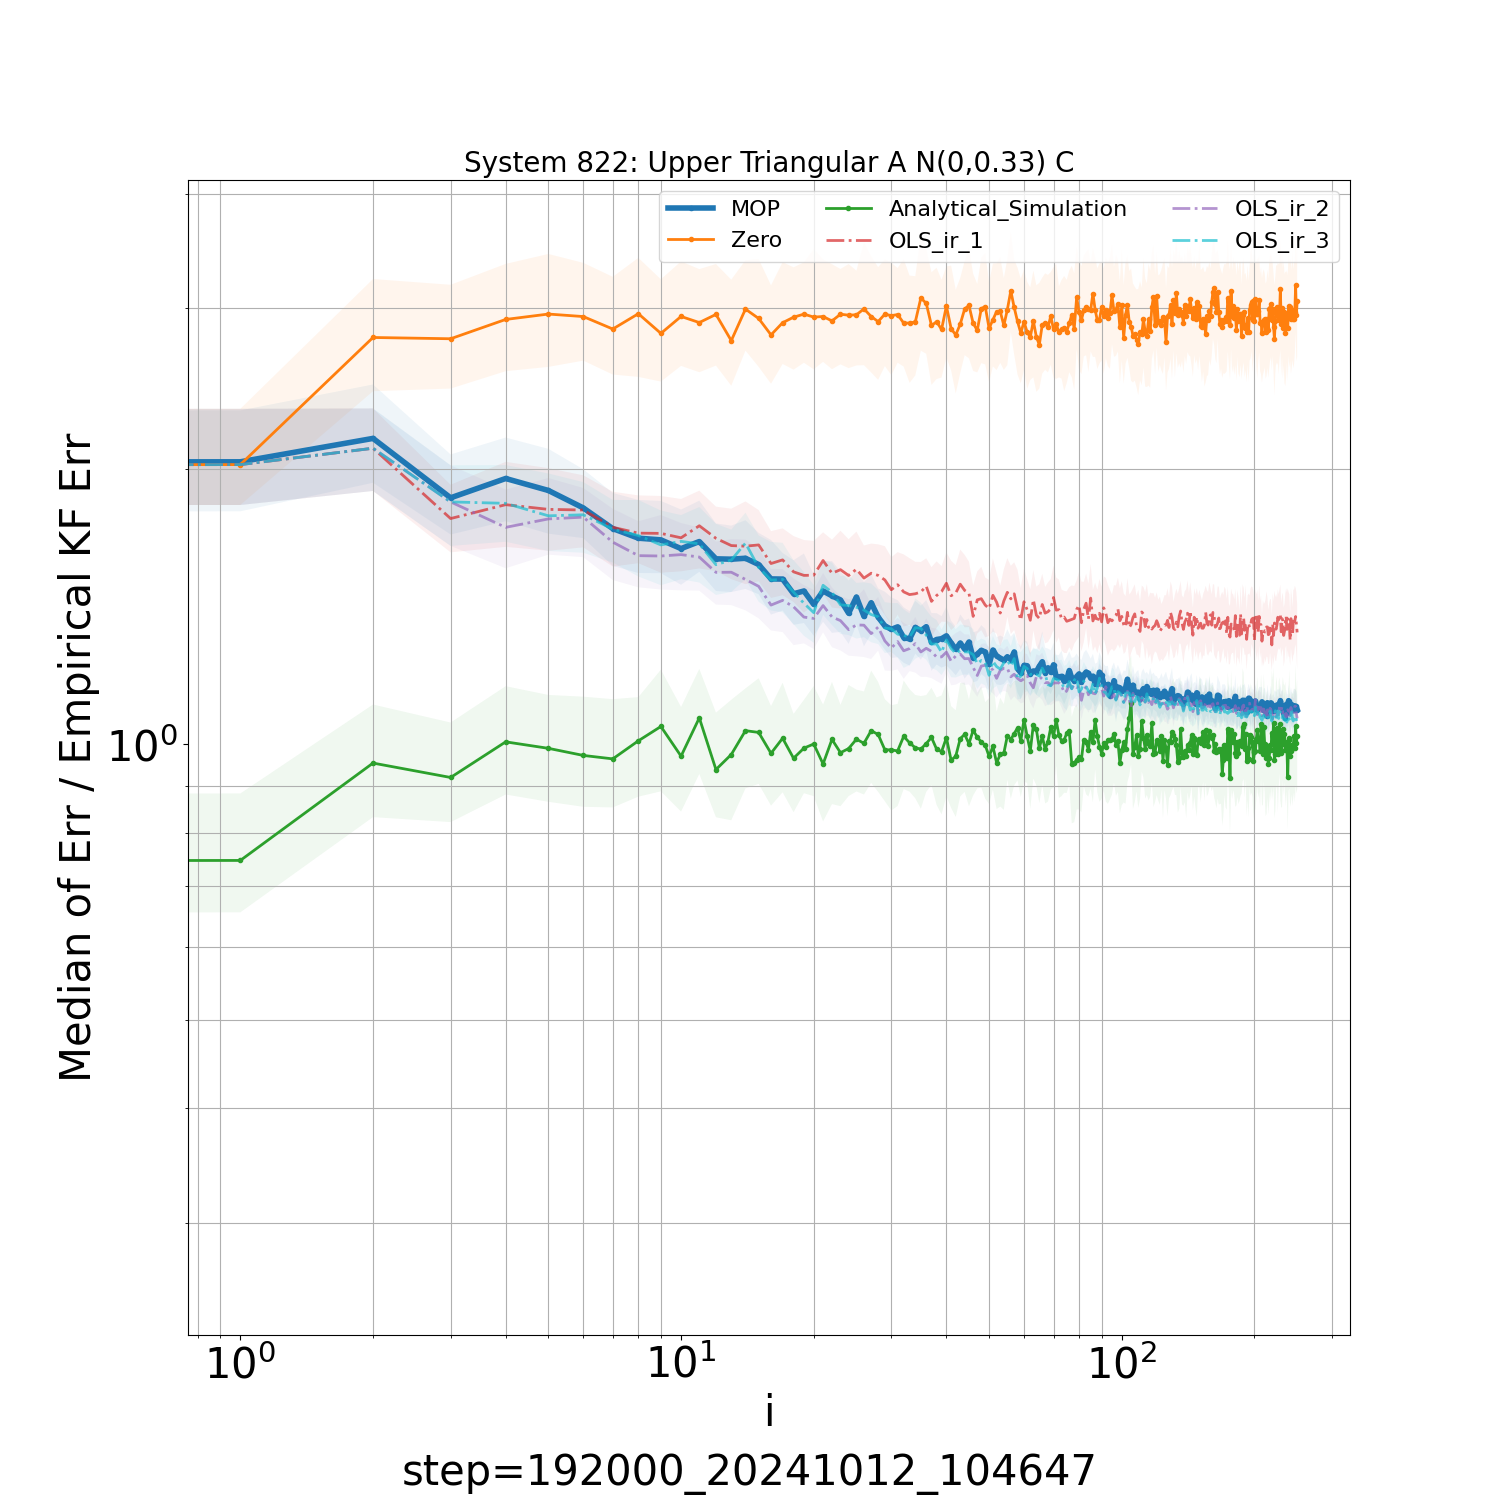 System 822: Upper Triangular A N(0,0.33) C
MOP
Zero
Analytical_Simulation
OLS_ir_1
OLS_ir_2
OLS_ir_3
Median of Err / Empirical KF Err
10⁰
10⁰ 10¹ 10²
i
step=192000_20241012_104647